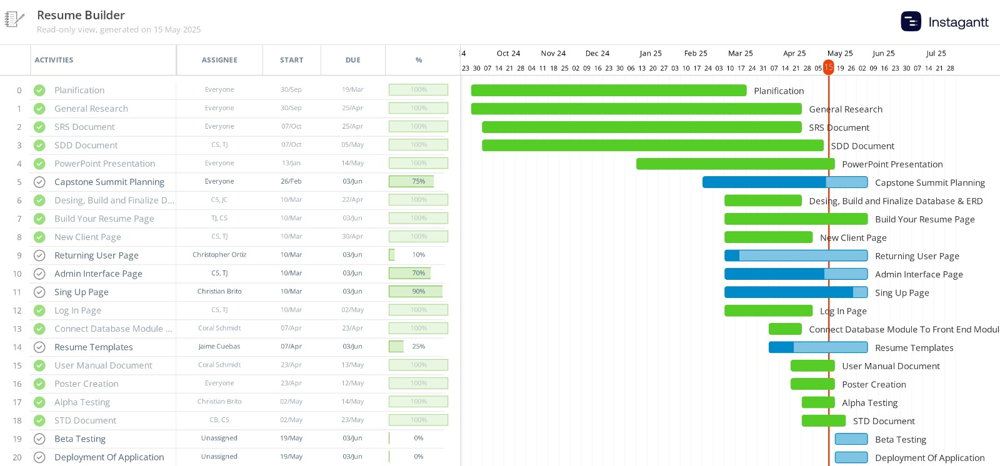 Resume Builder
Read-only view, generated on 15 May 2025
Instagantt
ACTIVITIES ASSIGNEE START DUE %
24 Oct 24 Nov 24 Dec 24 Jan 25 Feb 25 Mar 25 Apr 25 May 25 Jun 25 Jul 25
23 30 07 14 21 28 04 11 18 25 02 09 16 23 30 06 13 20 27 03 10 17 24 03 10 17 24 31 07 14 21 28 05 15 19 26 02 09 16 23 30 07 14 21 28
0 Planification Everyone 30/Sep 19/Mar 100% Planification
1 General Research Everyone 30/Sep 25/Apr 100% General Research
2 SRS Document Everyone 07/Oct 25/Apr 100% SRS Document
3 SDD Document CS, TJ 07/Oct 05/May 100% SDD Document
4 PowerPoint Presentation Everyone 13/Jan 14/May 100% PowerPoint Presentation
5 Capstone Summit Planning Everyone 26/Feb 03/Jun 75% Capstone Summit Planning
6 Desing, Build and Finalize D... CS, JC 10/Mar 22/Apr 100% Desing, Build and Finalize Database & ERD
7 Build Your Resume Page TJ, CS 10/Mar 03/Jun 100% Build Your Resume Page
8 New Client Page CS, TJ 10/Mar 30/Apr 100% New Client Page
9 Returning User Page Christopher Ortiz 10/Mar 03/Jun 10% Returning User Page
10 Admin Interface Page CS, TJ 10/Mar 03/Jun 70% Admin Interface Page
11 Sing Up Page Christian Brito 10/Mar 03/Jun 90% Sing Up Page
12 Log In Page CS, TJ 10/Mar 02/May 100% Log In Page
13 Connect Database Module ... Coral Schmidt 07/Apr 23/Apr 100% Connect Database Module To Front End Modul
14 Resume Templates Jaime Cuebas 07/Apr 03/Jun 25% Resume Templates
15 User Manual Document Coral Schmidt 23/Apr 13/May 100% User Manual Document
16 Poster Creation Everyone 23/Apr 12/May 100% Poster Creation
17 Alpha Testing Christian Brito 02/May 14/May 100% Alpha Testing
18 STD Document CB, CS 02/May 23/May 100% STD Document
19 Beta Testing Unassigned 19/May 03/Jun 0% Beta Testing
20 Deployment Of Application Unassigned 19/May 03/Jun 0% Deployment Of Application